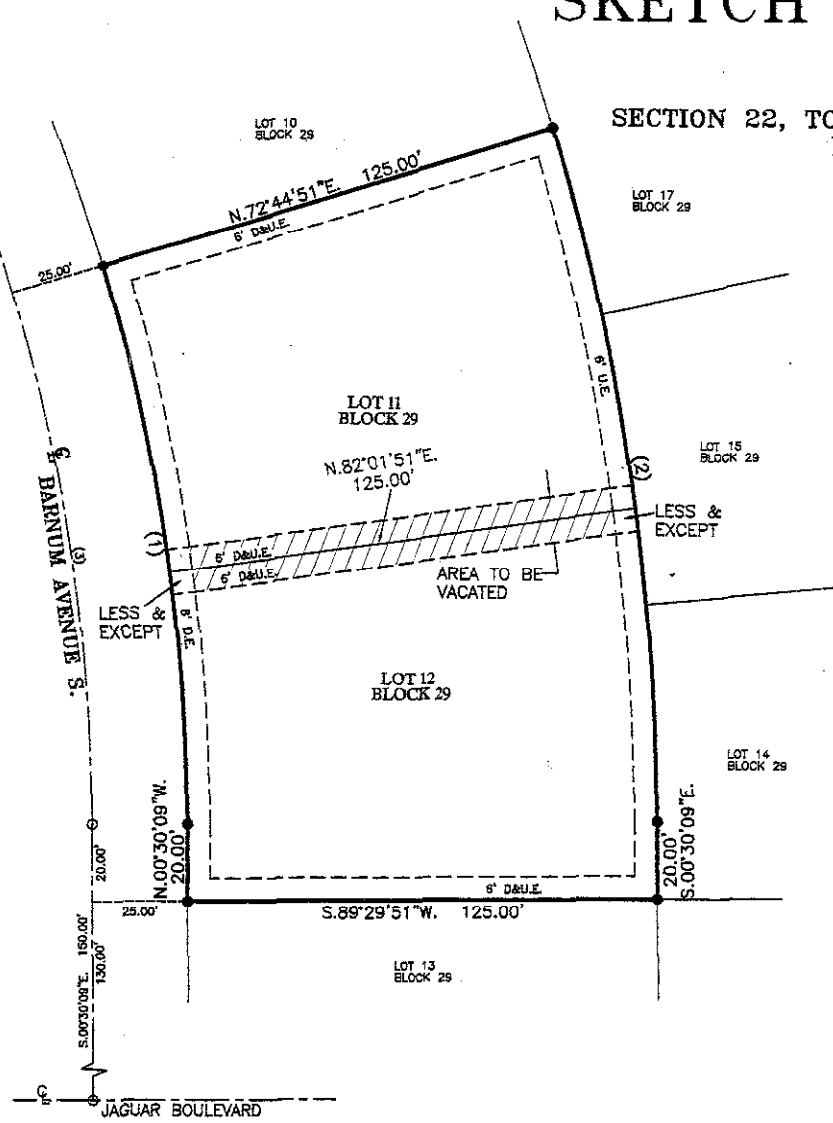 SKETCH
SECTION 22, TO
LOT 10
BLOCK 29
N.72°44'51"E. 125.00'
6' D&U.E.
LOT 17
BLOCK 29
25.00'
6' U.E.
LOT 11
BLOCK 29
N.82°01'51"E.
125.00'
(2)
LOT 15
BLOCK 29
℄ BARNUM AVENUE S.
(3)
(1)
6' D&U.E.
6' D&U.E.
LESS &
EXCEPT
AREA TO BE
VACATED
LESS &
EXCEPT
6' D.E.
LOT 12
BLOCK 29
LOT 14
BLOCK 29
N.00°30'09"W.
20.00'
20.00'
S.00°30'09"E.
20.00'
6' D&U.E.
25.00'
S.89°29'51"W. 125.00'
S.00°30'09"E. 150.00'
130.00'
LOT 13
BLOCK 29
℄
JAGUAR BOULEVARD